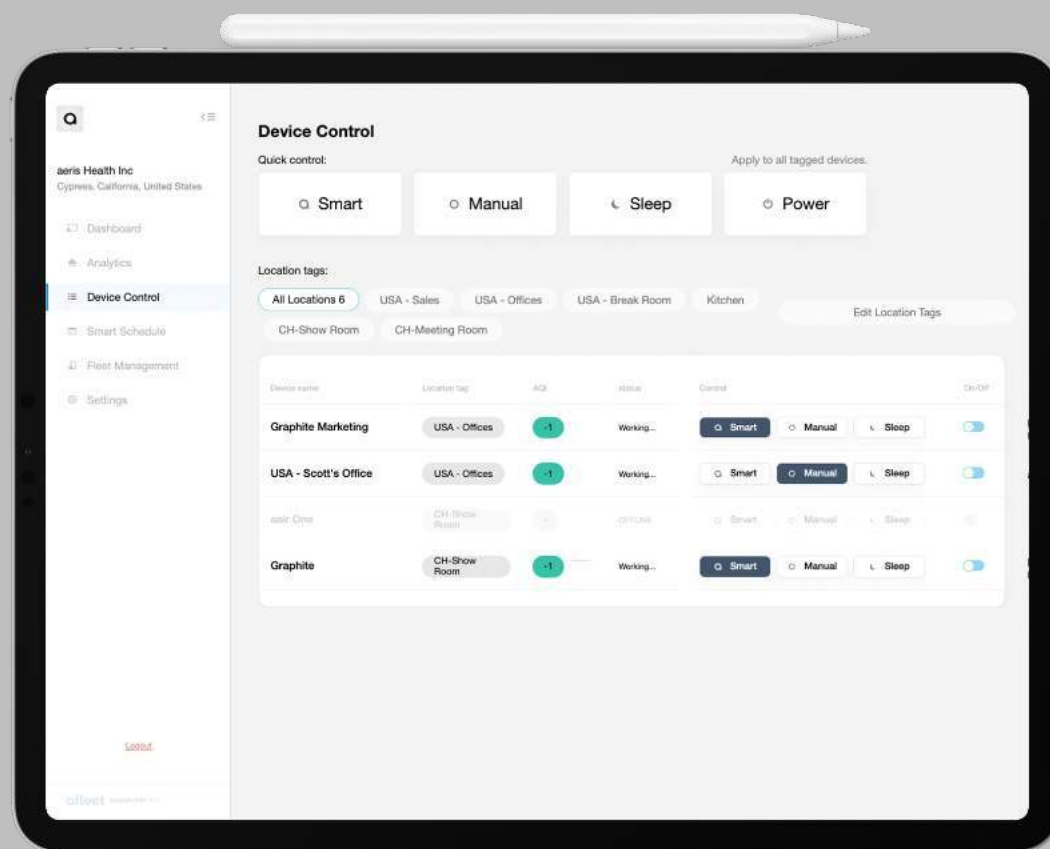 aeris Health Inc
Cypress, California, United States
Dashboard
Analytics
Device Control
Smart Schedule
Fleet Management
Settings
Logout
afleet
Device Control
Quick control:
Apply to all tagged devices.
Smart
Manual
Sleep
Power
Location tags:
All Locations 6
USA - Sales
USA - Offices
USA - Break Room
Kitchen
Edit Location Tags
CH-Show Room
CH-Meeting Room
Device name Location tag AQI status Control On/Off
Graphite Marketing USA - Offices -1 Working... Smart Manual Sleep
USA - Scott's Office USA - Offices -1 Working... Smart Manual Sleep
aair One CH-Show
Room OFFLINE Smart Manual Sleep
Graphite CH-Show
Room -1 Working... Smart Manual Sleep